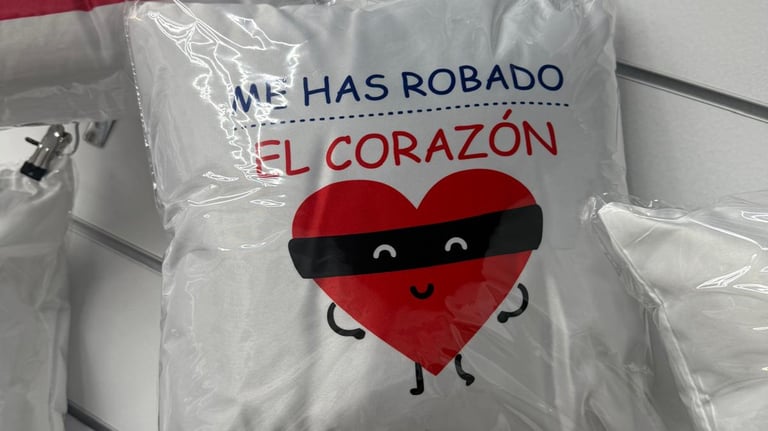 ME HAS ROBADO
EL CORAZÓN